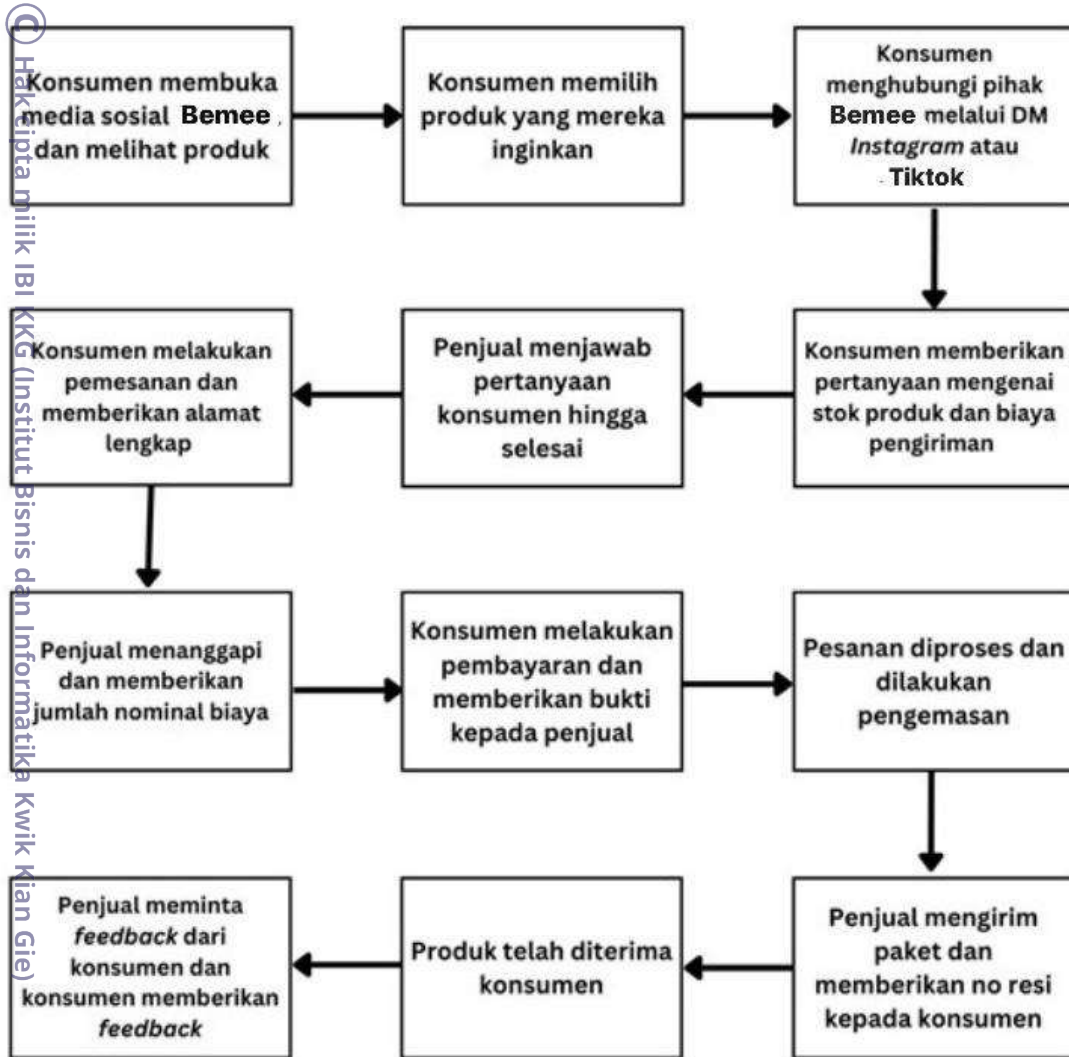 Konsumen membuka
media sosial Bemee,
dan melihat produk
Konsumen memilih
produk yang mereka
inginkan
Konsumen
menghubungi pihak
Bemee melalui DM
Instagram atau
Tiktok
Konsumen memberikan
pertanyaan mengenai
stok produk dan biaya
pengiriman
Penjual menjawab
pertanyaan
konsumen hingga
selesai
Konsumen melakukan
pemesanan dan
memberikan alamat
lengkap
Penjual menanggapi
dan memberikan
jumlah nominal biaya
Konsumen melakukan
pembayaran dan
memberikan bukti
kepada penjual
Pesanan diproses dan
dilakukan
pengemasan
Penjual mengirim
paket dan
memberikan no resi
kepada konsumen
Produk telah diterima
konsumen
Penjual meminta
feedback dari
konsumen dan
konsumen memberikan
feedback
© Hak cipta milik IBI KKG (Institut Bisnis dan Informatika Kwik Kian Gie)